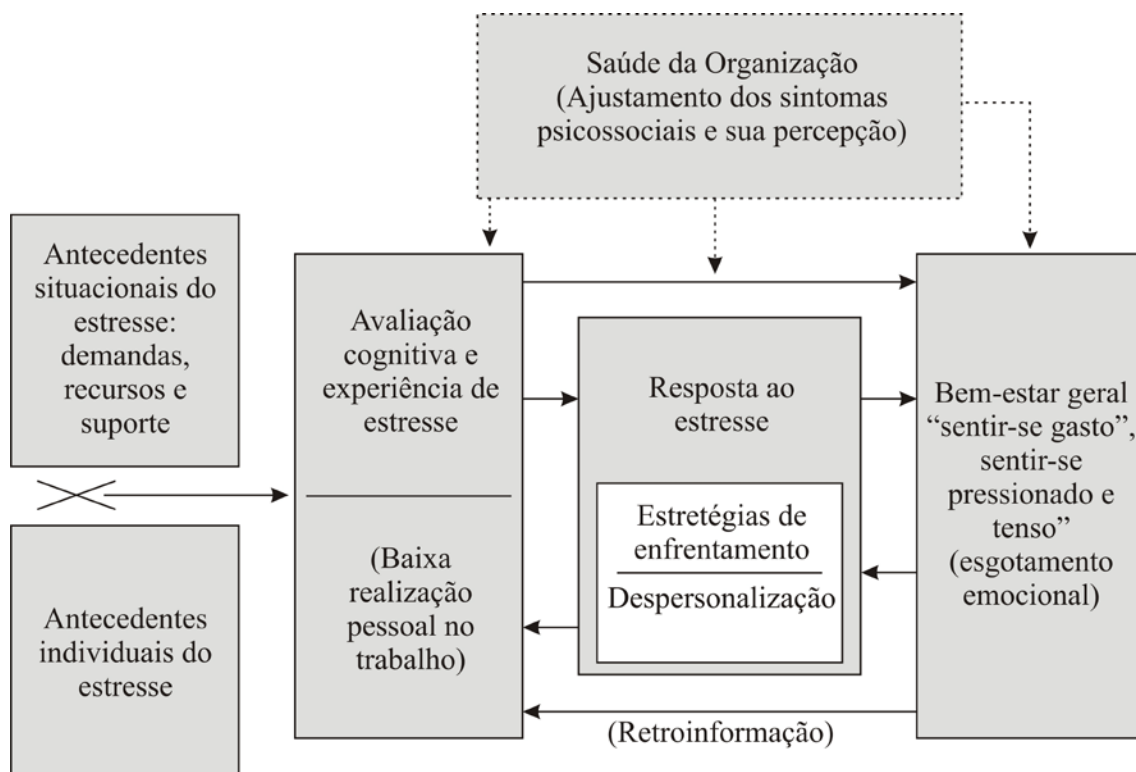 Saúde da Organização
(Ajustamento dos sintomas
psicossociais e sua percepção)
Antecedentes
situacionais do
estresse:
demandas,
recursos e
suporte
Antecedentes
individuais do
estresse
Avaliação
cognitiva e
experiência de
estresse
(Baixa
realização
pessoal no
trabalho)
Resposta ao
estresse
Estretégias de
enfrentamento
Despersonalização
Bem-estar geral
“sentir-se gasto”,
sentir-se
pressionado e
tenso”
(esgotamento
emocional)
(Retroinformação)